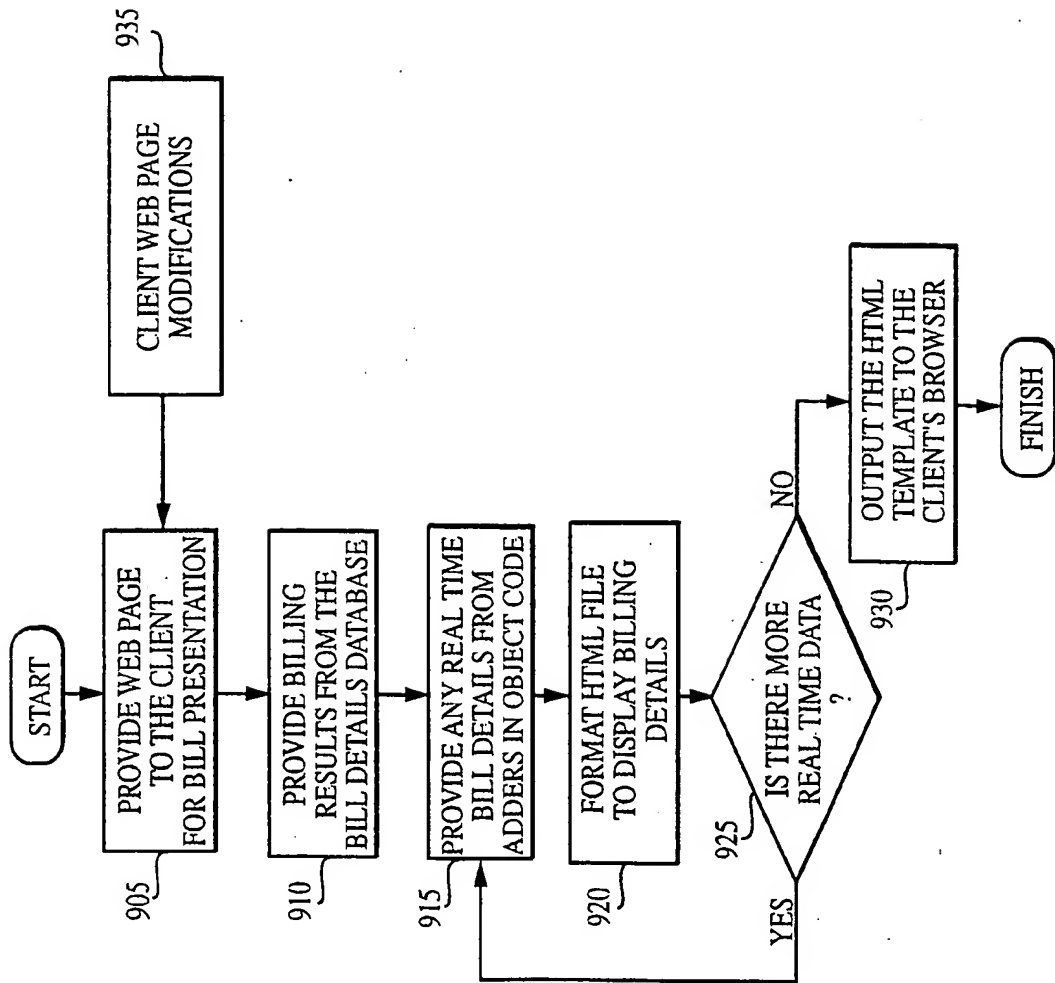 START
PROVIDE WEB PAGE
TO THE CLIENT
FOR BILL PRESENTATION
905
CLIENT WEB PAGE
MODIFICATIONS
935
PROVIDE BILLING
RESULTS FROM THE
BILL DETAILS DATABASE
910
PROVIDE ANY REAL TIME
BILL DETAILS FROM
ADDERS IN OBJECT CODE
915
FORMAT HTML FILE
TO DISPLAY BILLING
DETAILS
920
IS THERE MORE
REAL TIME DATA
?
925
YES
NO
OUTPUT THE HTML
TEMPLATE TO THE
CLIENT'S BROWSER
930
FINISH